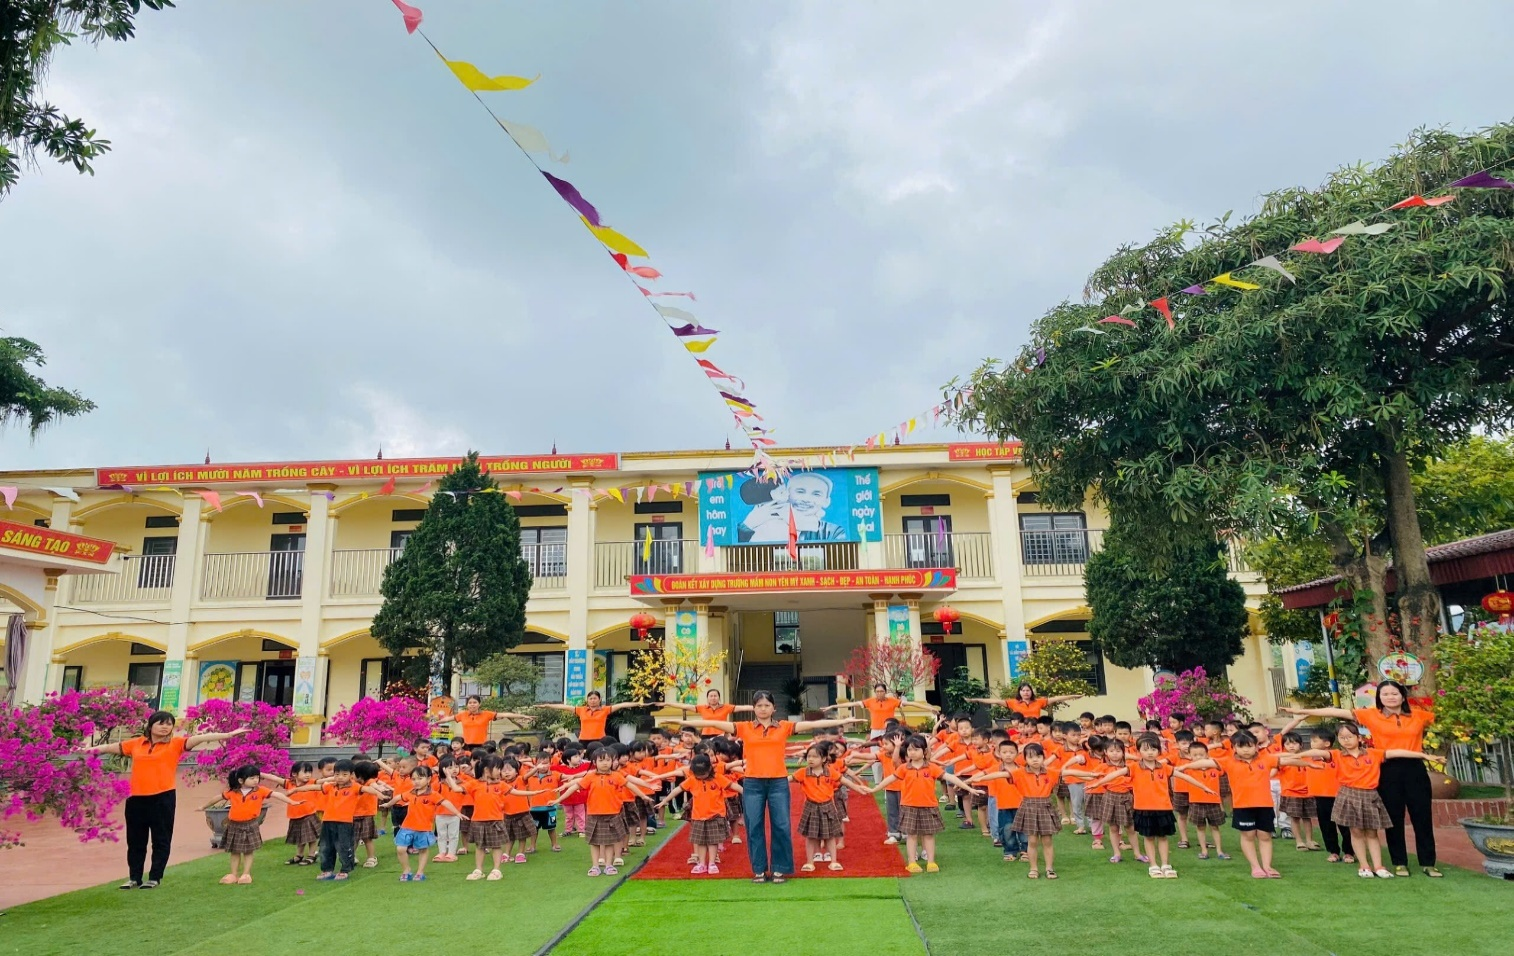 VÌ LỢI ÍCH MƯỜI NĂM TRỒNG CÂY - VÌ LỢI ÍCH TRĂM TRỒNG NGƯỜI
HỌC TẬP
Trẻ em hôm nay
Thế giới ngày mai
SÁNG TẠO
ĐOÀN KẾT XÂY DỰNG TRƯỜNG MẦM NON YÊN MỸ XANH - SẠCH - ĐẸP - AN TOÀN - HẠNH PHÚC